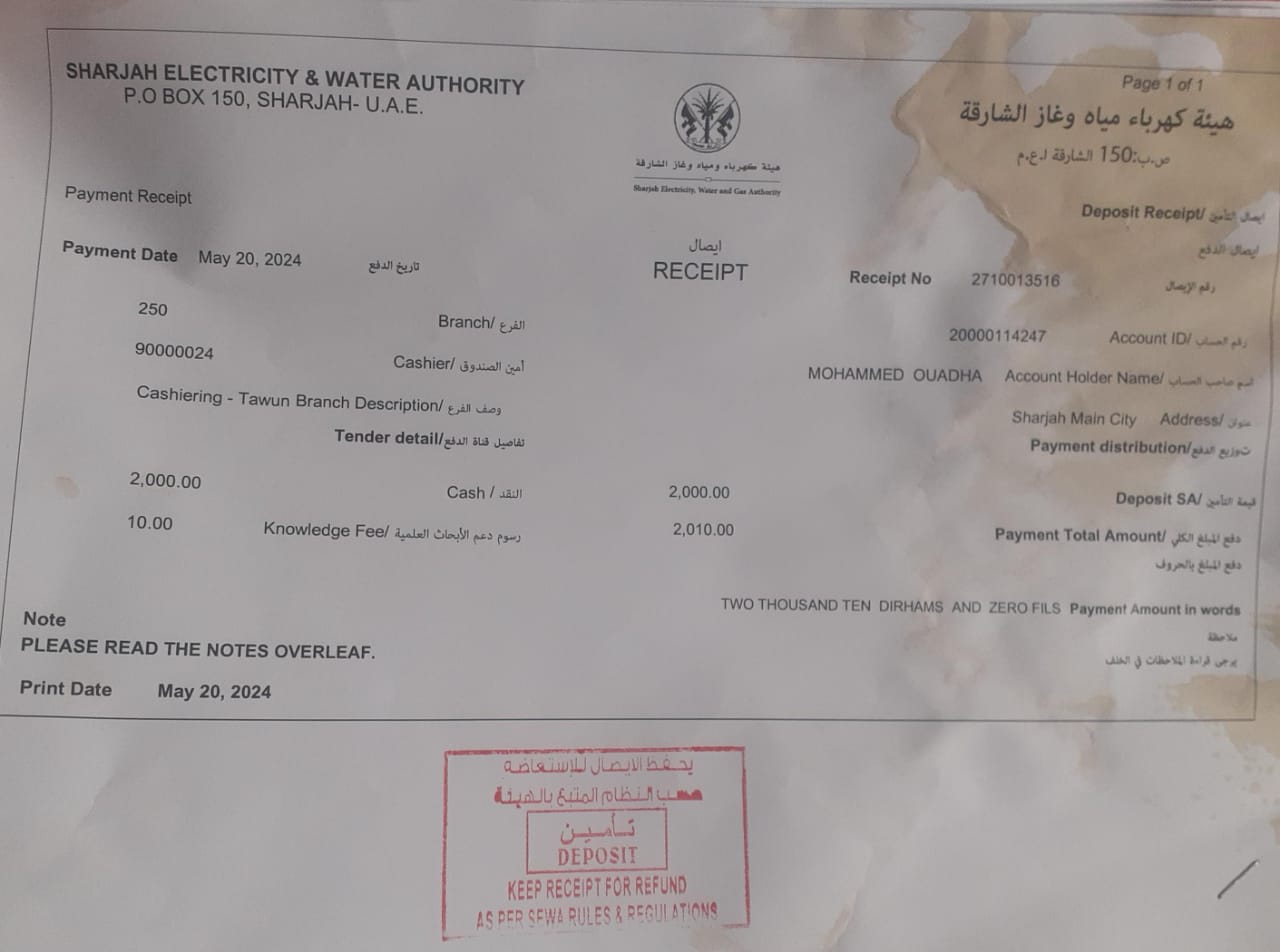 SHARJAH ELECTRICITY & WATER AUTHORITY
P.O BOX 150, SHARJAH- U.A.E.
Page 1 of 1
هيئة كهرباء مياه وغاز الشارقة
ص.ب:150 الشارقة ا.ع.م
هيئة كهرباء ومياه وغاز الشارقة
Sharjah Electricity, Water and Gas Authority
Payment Receipt
Deposit Receipt/ ايصال التأمين
ايصال الدفع
Payment Date May 20, 2024 تاريخ الدفع
ايصال
RECEIPT
Receipt No 2710013516 رقم الإيصال
250 Branch/ الفرع
20000114247 Account ID/ رقم الحساب
90000024 Cashier/ أمين الصندوق
MOHAMMED OUADHA Account Holder Name/ اسم صاحب الحساب
Cashiering - Tawun Branch Description/ وصف الفرع
Sharjah Main City Address/ عنوان
Tender detail/تفاصيل قناة الدفع
Payment distribution/توزيع الدفع
2,000.00 Cash / النقد
2,000.00 Deposit SA/ قيمة التأمين
10.00 Knowledge Fee/ رسوم دعم الأبحاث العلمية
2,010.00 Payment Total Amount/ دفع المبلغ الكلي
دفع المبلغ بالحروف
TWO THOUSAND TEN DIRHAMS AND ZERO FILS Payment Amount in words
Note
ملاحظة
PLEASE READ THE NOTES OVERLEAF.
يرجى قراءة الملاحظات في الخلف
Print Date May 20, 2024
يحفظ الايصال للإستعاضه
حسب النظام المتبع بالهيئة
تأمين
DEPOSIT
KEEP RECEIPT FOR REFUND
AS PER SEWA RULES & REGULATIONS